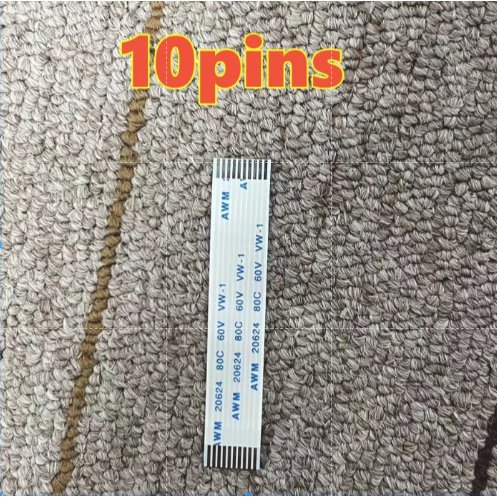 10pins
AWM 20624 80C 60V VW-1 AWM
AWM 20624 80C 60V VW-1 A
AWM 20624 80C 60V VW-1